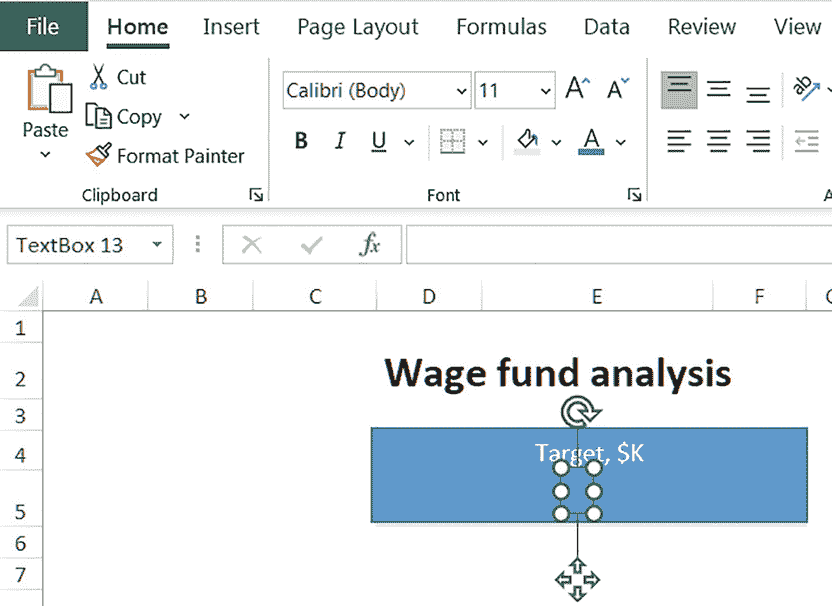 File Home Insert Page Layout Formulas Data Review View
Cut
Calibri (Body) 11 A A
Paste
Copy
B I U A
Format Painter
Clipboard Font A
TextBox 13 fx
A B C D E F
1
2 Wage fund analysis
3
4 Target, $K
5
6
7